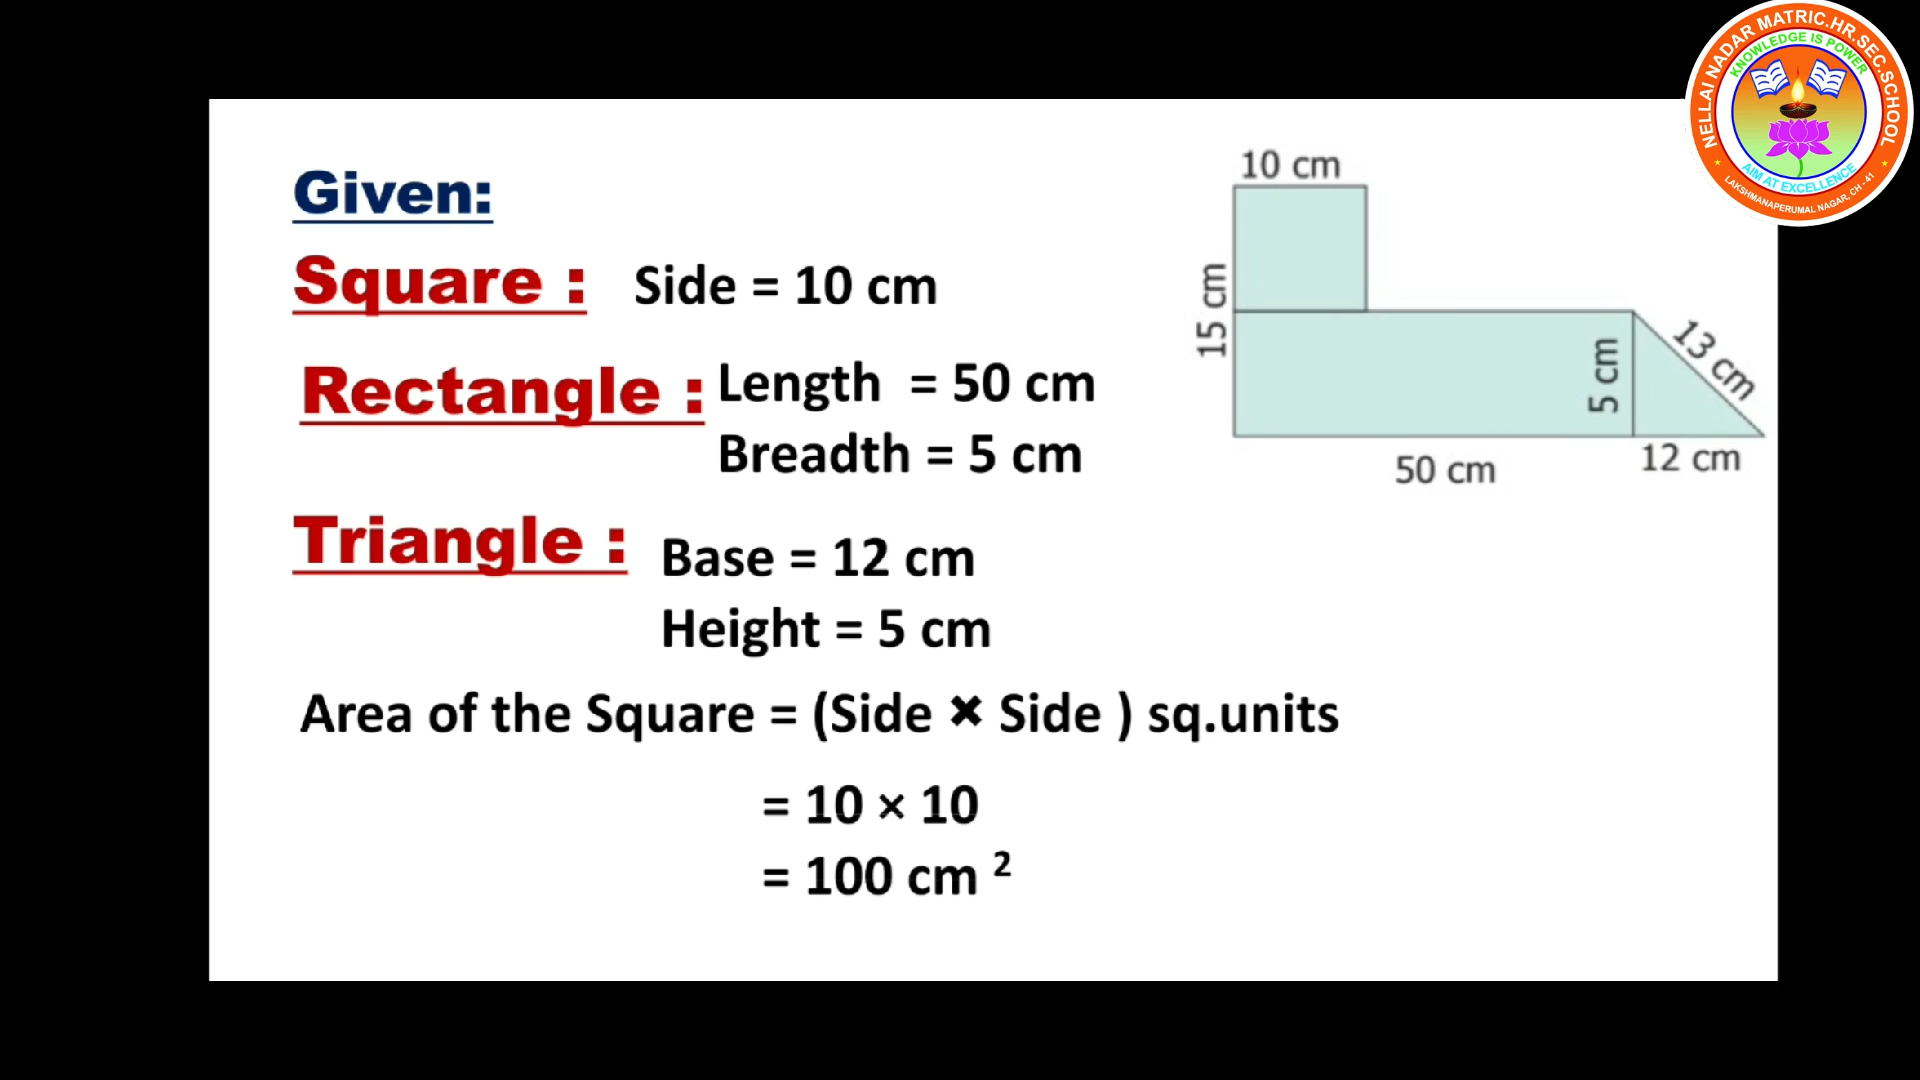 NELLAI NADAR MATRIC.HR.SEC.SCHOOL
KNOWLEDGE IS POWER
AIM AT EXCELLENCE
LAKSHMANAPERUMAL NAGAR, CH - 41
Given:
Square : Side = 10 cm
Rectangle : Length = 50 cm
Breadth = 5 cm
Triangle : Base = 12 cm
Height = 5 cm
Area of the Square = (Side ✖ Side ) sq.units
= 10 × 10
= 100 cm ²
10 cm
15 cm
5 cm
13 cm
50 cm
12 cm